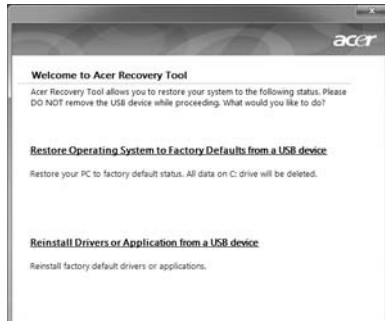 acer
Welcome to Acer Recovery Tool
Acer Recovery Tool allows you to restore your system to the following status. Please
DO NOT remove the USB device while proceeding. What would you like to do?
Restore Operating System to Factory Defaults from a USB device
Restore your PC to factory default status. All data on C: drive will be deleted.
Reinstall Drivers or Application from a USB device
Reinstall factory default drivers or applications.